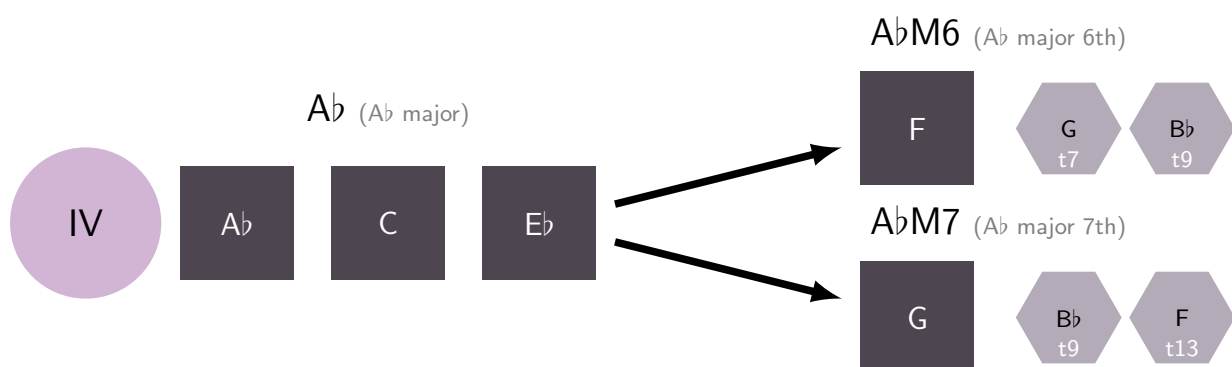 A♭M6 (A♭ major 6th)
A♭ (A♭ major)
F
G
t7
B♭
t9
IV
A♭
C
E♭
A♭M7 (A♭ major 7th)
G
B♭
t9
F
t13